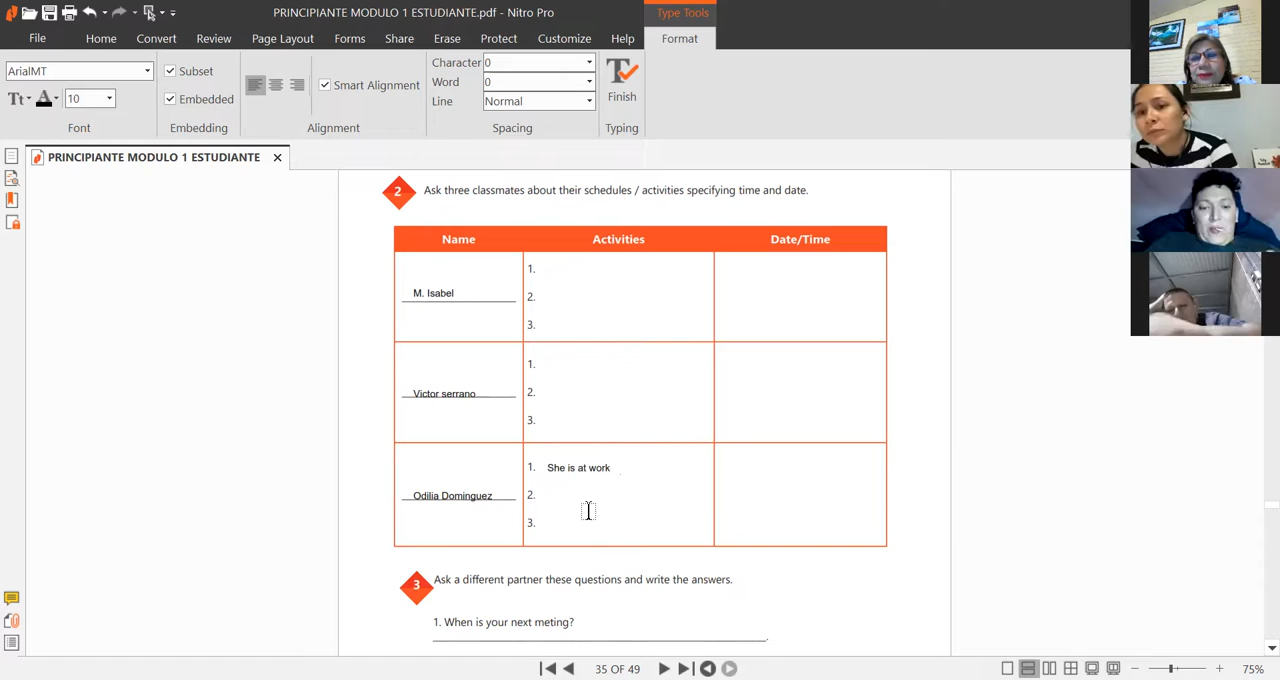 PRINCIPIANTE MODULO 1 ESTUDIANTE.pdf - Nitro Pro
Type Tools
File Home Convert Review Page Layout Forms Share Erase Protect Customize Help Format
ArialMT
Subset
Character 0
Word 0
Smart Alignment
Tt A 10
Embedded
Line Normal
Finish
Font Embedding Alignment Spacing Typing
PRINCIPIANTE MODULO 1 ESTUDIANTE
2 Ask three classmates about their schedules / activities specifying time and date.
Name Activities Date/Time
M. Isabel
1.
2.
3.
Victor serrano
1.
2.
3.
Odilia Dominguez
1. She is at work
2.
3.
3 Ask a different partner these questions and write the answers.
1. When is your next meting?
35 OF 49
75%